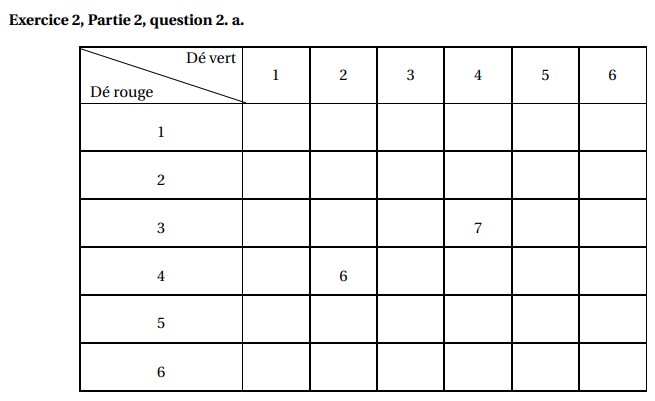 Exercice 2, Partie 2, question 2. a.
Dé vert
Dé rouge
1 2 3 4 5 6
1
2
3 7
4 6
5
6